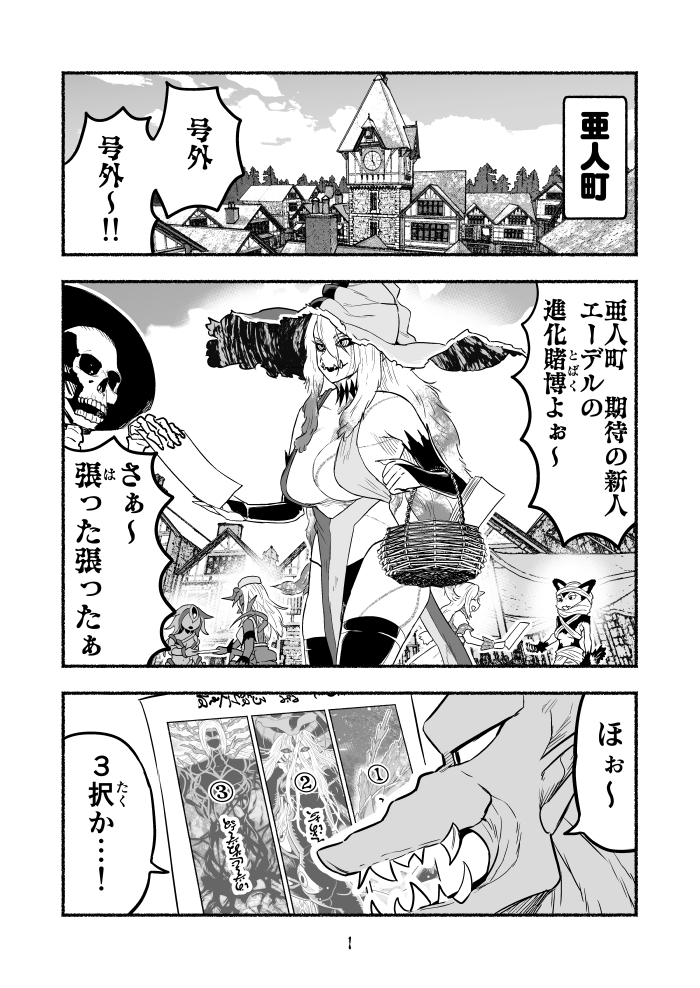 亜人町
号外
号外〜!!
亜人町　期待の新人
エーデルの
進化賭博よぉ〜
とばく
さぁ〜
張った張ったぁ
は
ほぉ〜
①
②
③
3択か…!
たく
1